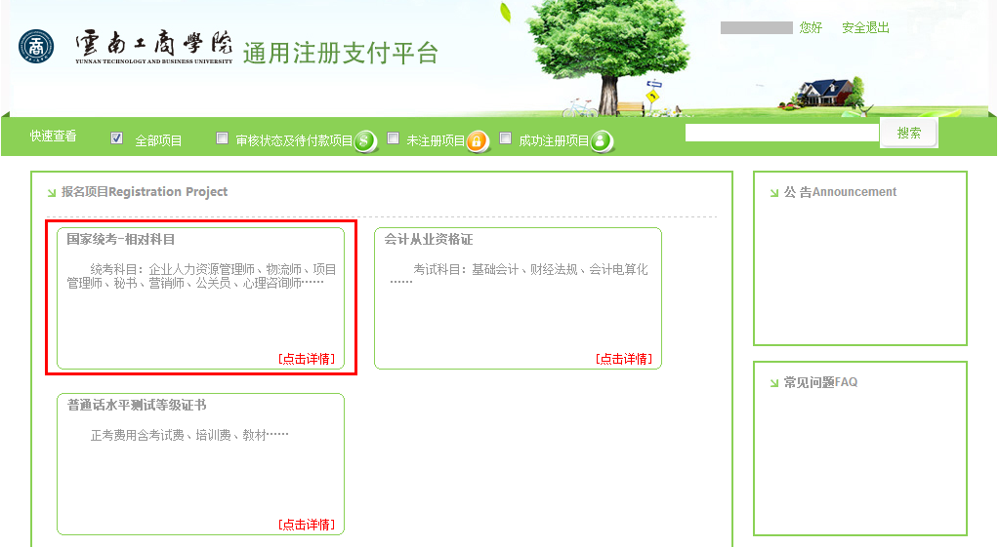 商
雲南工商學院
YUNNAN TECHNOLOGY AND BUSINESS UNIVERSITY
通用注册支付平台
您好 安全退出
快速查看 全部项目 审核状态及待付款项目 $ 未注册项目 成功注册项目 搜索
报名项目Registration Project
国家统考-相对科目
统考科目：企业人力资源管理师、物流师、项目
管理师、秘书、营销师、公关员、心理咨询师……
[点击详情]
会计从业资格证
考试科目：基础会计、财经法规、会计电算化
……
[点击详情]
普通话水平测试等级证书
正考费用含考试费、培训费、教材……
[点击详情]
公 告Announcement
常见问题FAQ